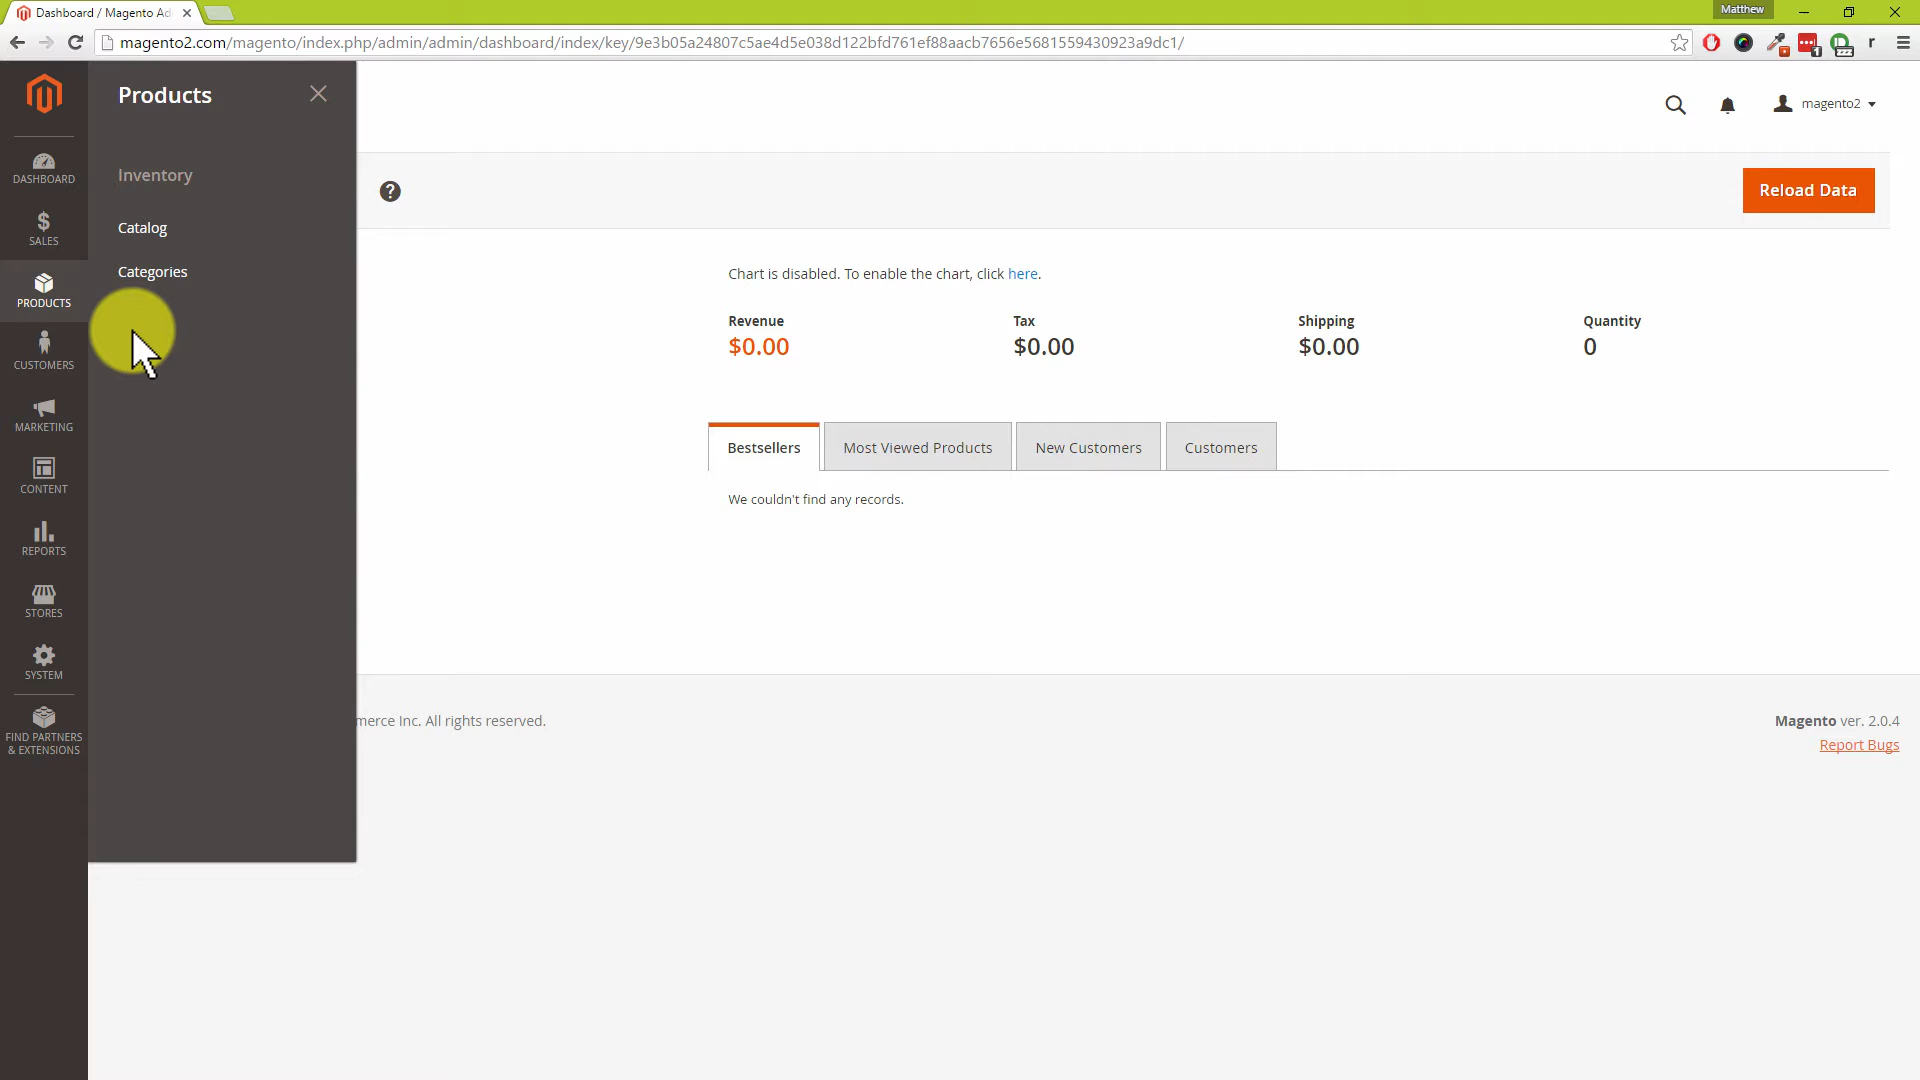 Dashboard / Magento Ad
Matthew
magento2.com/magento/index.php/admin/admin/dashboard/index/key/9e3b05a24807c5ae4d5e038d122bfd761ef88aacb7656e5681559430923a9dc1/
Products
magento2
Inventory
Catalog
Categories
DASHBOARD
SALES
PRODUCTS
CUSTOMERS
MARKETING
CONTENT
REPORTS
STORES
SYSTEM
FIND PARTNERS
& EXTENSIONS
?
Reload Data
Chart is disabled. To enable the chart, click here.
Revenue Tax Shipping Quantity
$0.00 $0.00 $0.00 0
Bestsellers Most Viewed Products New Customers Customers
We couldn't find any records.
merce Inc. All rights reserved.
Magento ver. 2.0.4
Report Bugs